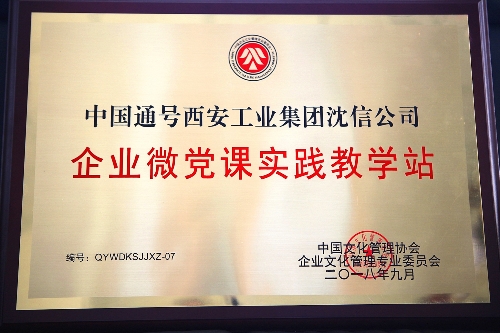 中国通号西安工业集团沈信公司
企业微党课实践教学站
编号：QYWDKSJJXZ-07
中国文化管理协会
企业文化管理专业委员会
二〇一八年九月